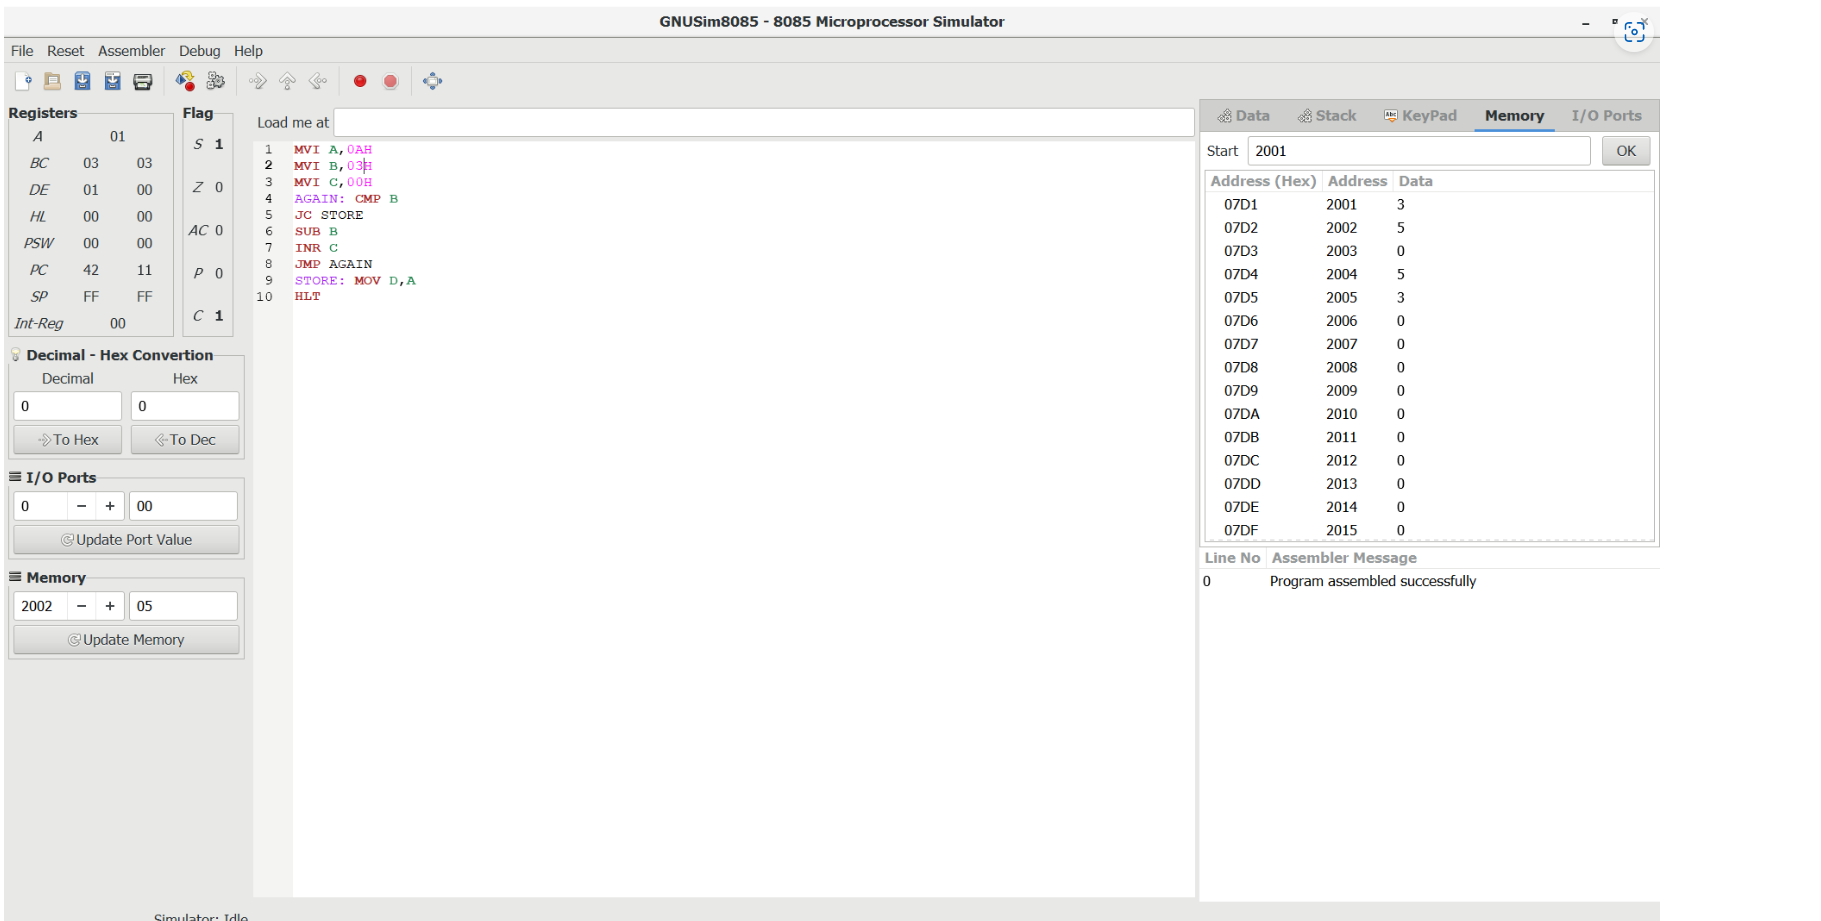 GNUSim8085 - 8085 Microprocessor Simulator
File Reset Assembler Debug Help
Registers
A 01
BC 03 03
DE 01 00
HL 00 00
PSW 00 00
PC 42 11
SP FF FF
Int-Reg 00
Flag
S 1
Z 0
AC 0
P 0
C 1
Decimal - Hex Convertion
Decimal Hex
0 0
To Hex To Dec
I/O Ports
0 − + 00
Update Port Value
Memory
2002 − + 05
Update Memory
Load me at
1 MVI A,0AH
2 MVI B,03H
3 MVI C,00H
4 AGAIN: CMP B
5 JC STORE
6 SUB B
7 INR C
8 JMP AGAIN
9 STORE: MOV D,A
10 HLT
Data Stack Abc KeyPad Memory I/O Ports
Start 2001 OK
Address (Hex) Address Data
07D1 2001 3
07D2 2002 5
07D3 2003 0
07D4 2004 5
07D5 2005 3
07D6 2006 0
07D7 2007 0
07D8 2008 0
07D9 2009 0
07DA 2010 0
07DB 2011 0
07DC 2012 0
07DD 2013 0
07DE 2014 0
07DF 2015 0
Line No Assembler Message
0 Program assembled successfully
Simulator: Idle